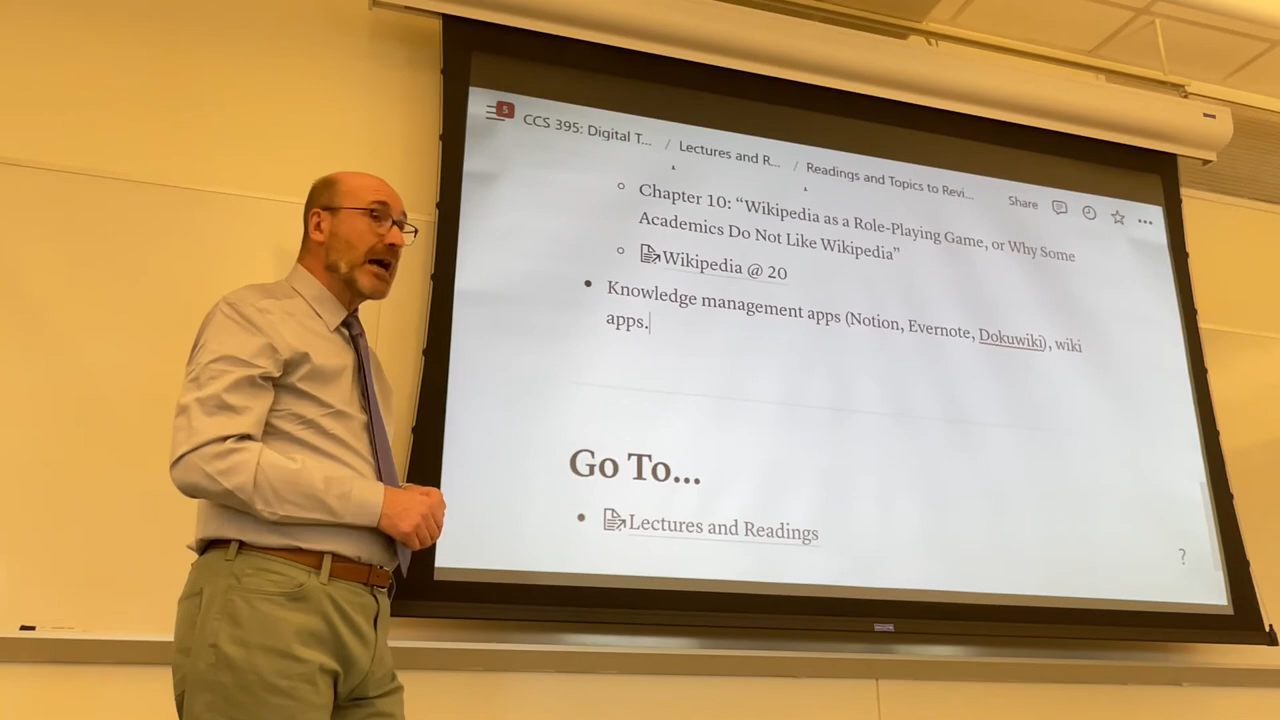 5
CCS 395: Digital T... / Lectures and R... / Readings and Topics to Revi... Share
Chapter 10: “Wikipedia as a Role-Playing Game, or Why Some
Academics Do Not Like Wikipedia”
Wikipedia @ 20
Knowledge management apps (Notion, Evernote, Dokuwiki), wiki
apps.
Go To...
Lectures and Readings
?